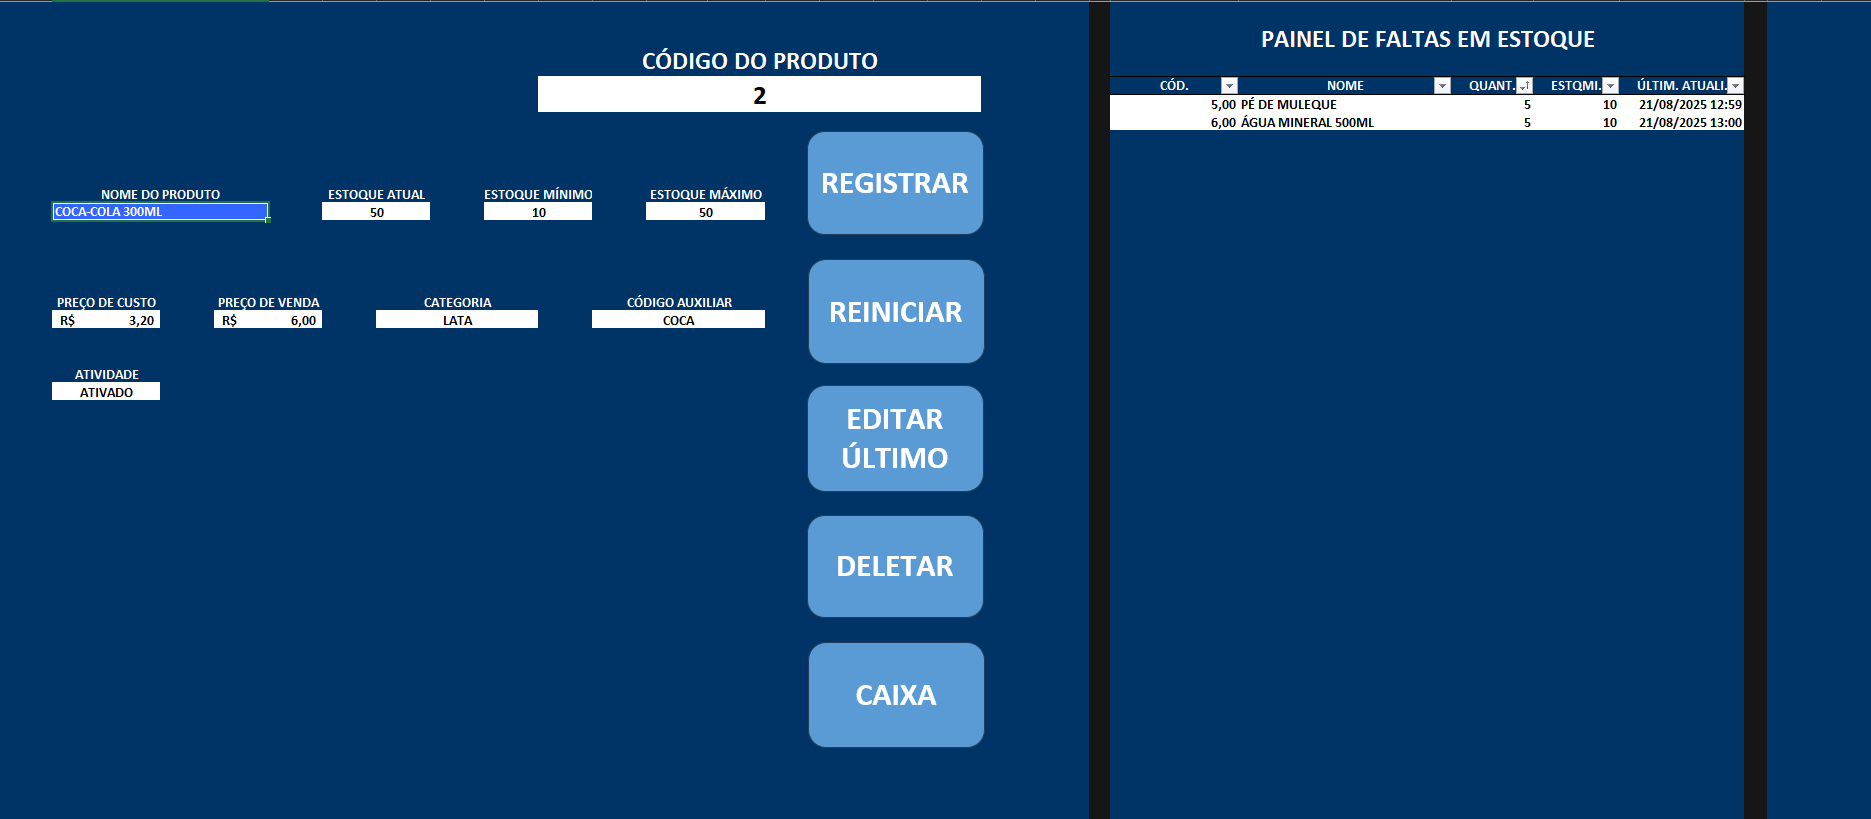 CÓDIGO DO PRODUTO
2
NOME DO PRODUTO ESTOQUE ATUAL ESTOQUE MÍNIMO ESTOQUE MÁXIMO
COCA-COLA 300ML 50 10 50
PREÇO DE CUSTO PREÇO DE VENDA CATEGORIA CÓDIGO AUXILIAR
R$ 3,20 R$ 6,00 LATA COCA
ATIVIDADE
ATIVADO
REGISTRAR
REINICIAR
EDITAR
ÚLTIMO
DELETAR
CAIXA
PAINEL DE FALTAS EM ESTOQUE
CÓD. NOME QUANT. ESTQMI. ÚLTIM. ATUALI.
5,00 PÉ DE MULEQUE 5 10 21/08/2025 12:59
6,00 ÁGUA MINERAL 500ML 5 10 21/08/2025 13:00